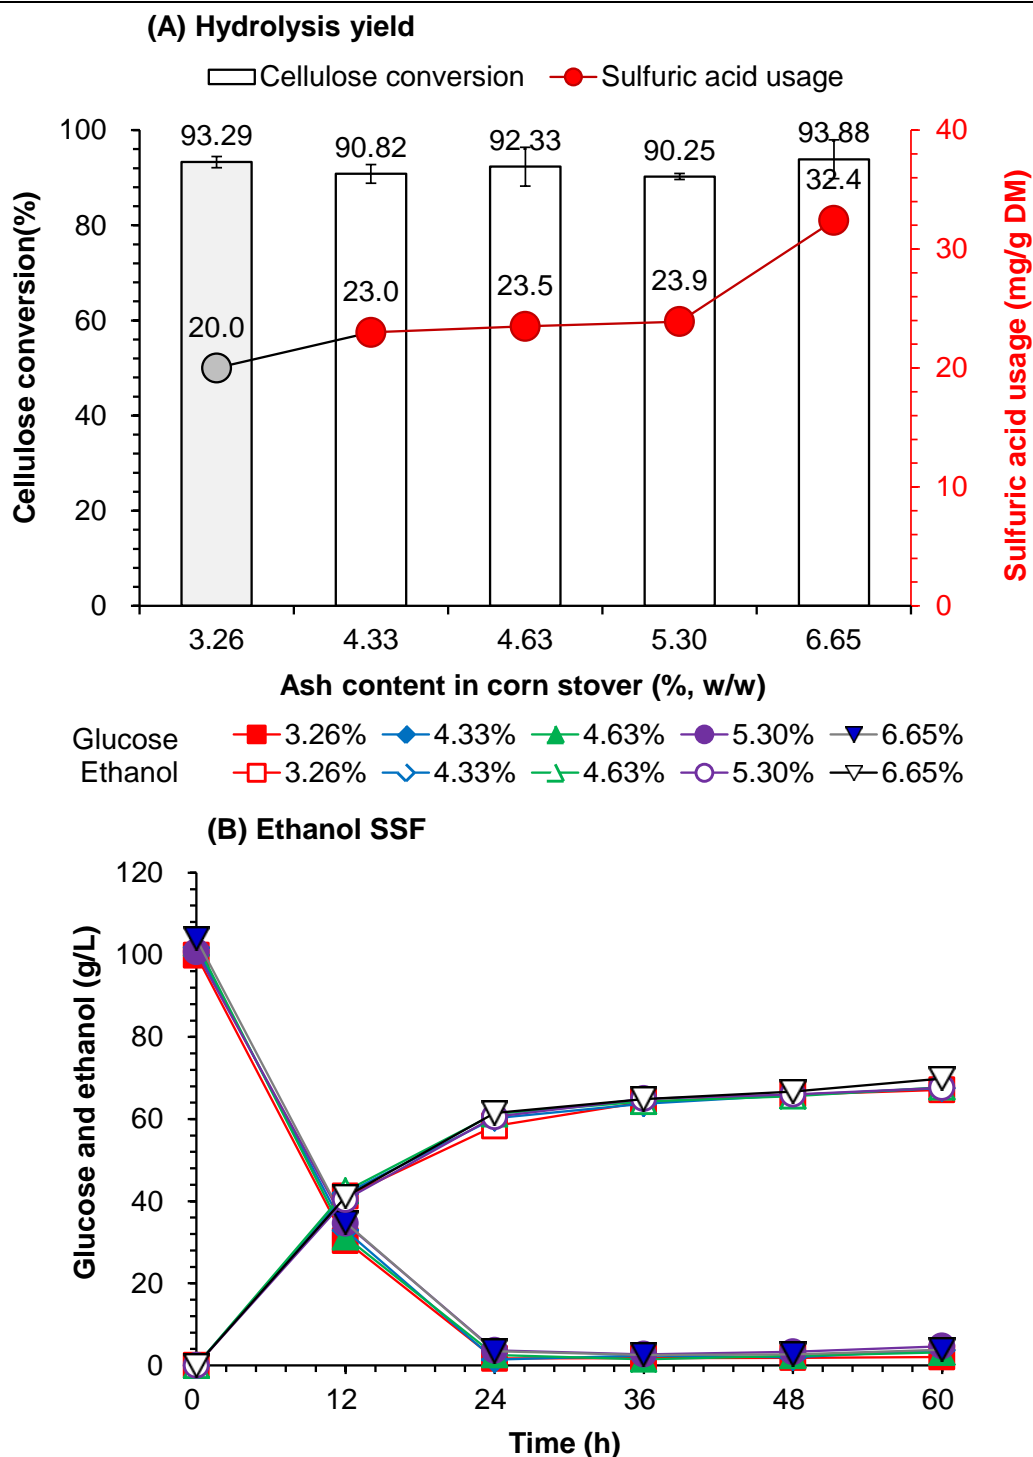 (A) Hydrolysis yield
Cellulose conversion Sulfuric acid usage
Cellulose conversion(%)
100
80
60
40
20
0
93.29 90.82 92.33 90.25 93.88
20.0 23.0 23.5 23.9 32.4
40
30
20
10
0
Sulfuric acid usage (mg/g DM)
3.26 4.33 4.63 5.30 6.65
Ash content in corn stover (%, w/w)
Glucose 3.26% 4.33% 4.63% 5.30% 6.65%
Ethanol 3.26% 4.33% 4.63% 5.30% 6.65%
(B) Ethanol SSF
Glucose and ethanol (g/L)
120
100
80
60
40
20
0
0 12 24 36 48 60
Time (h)